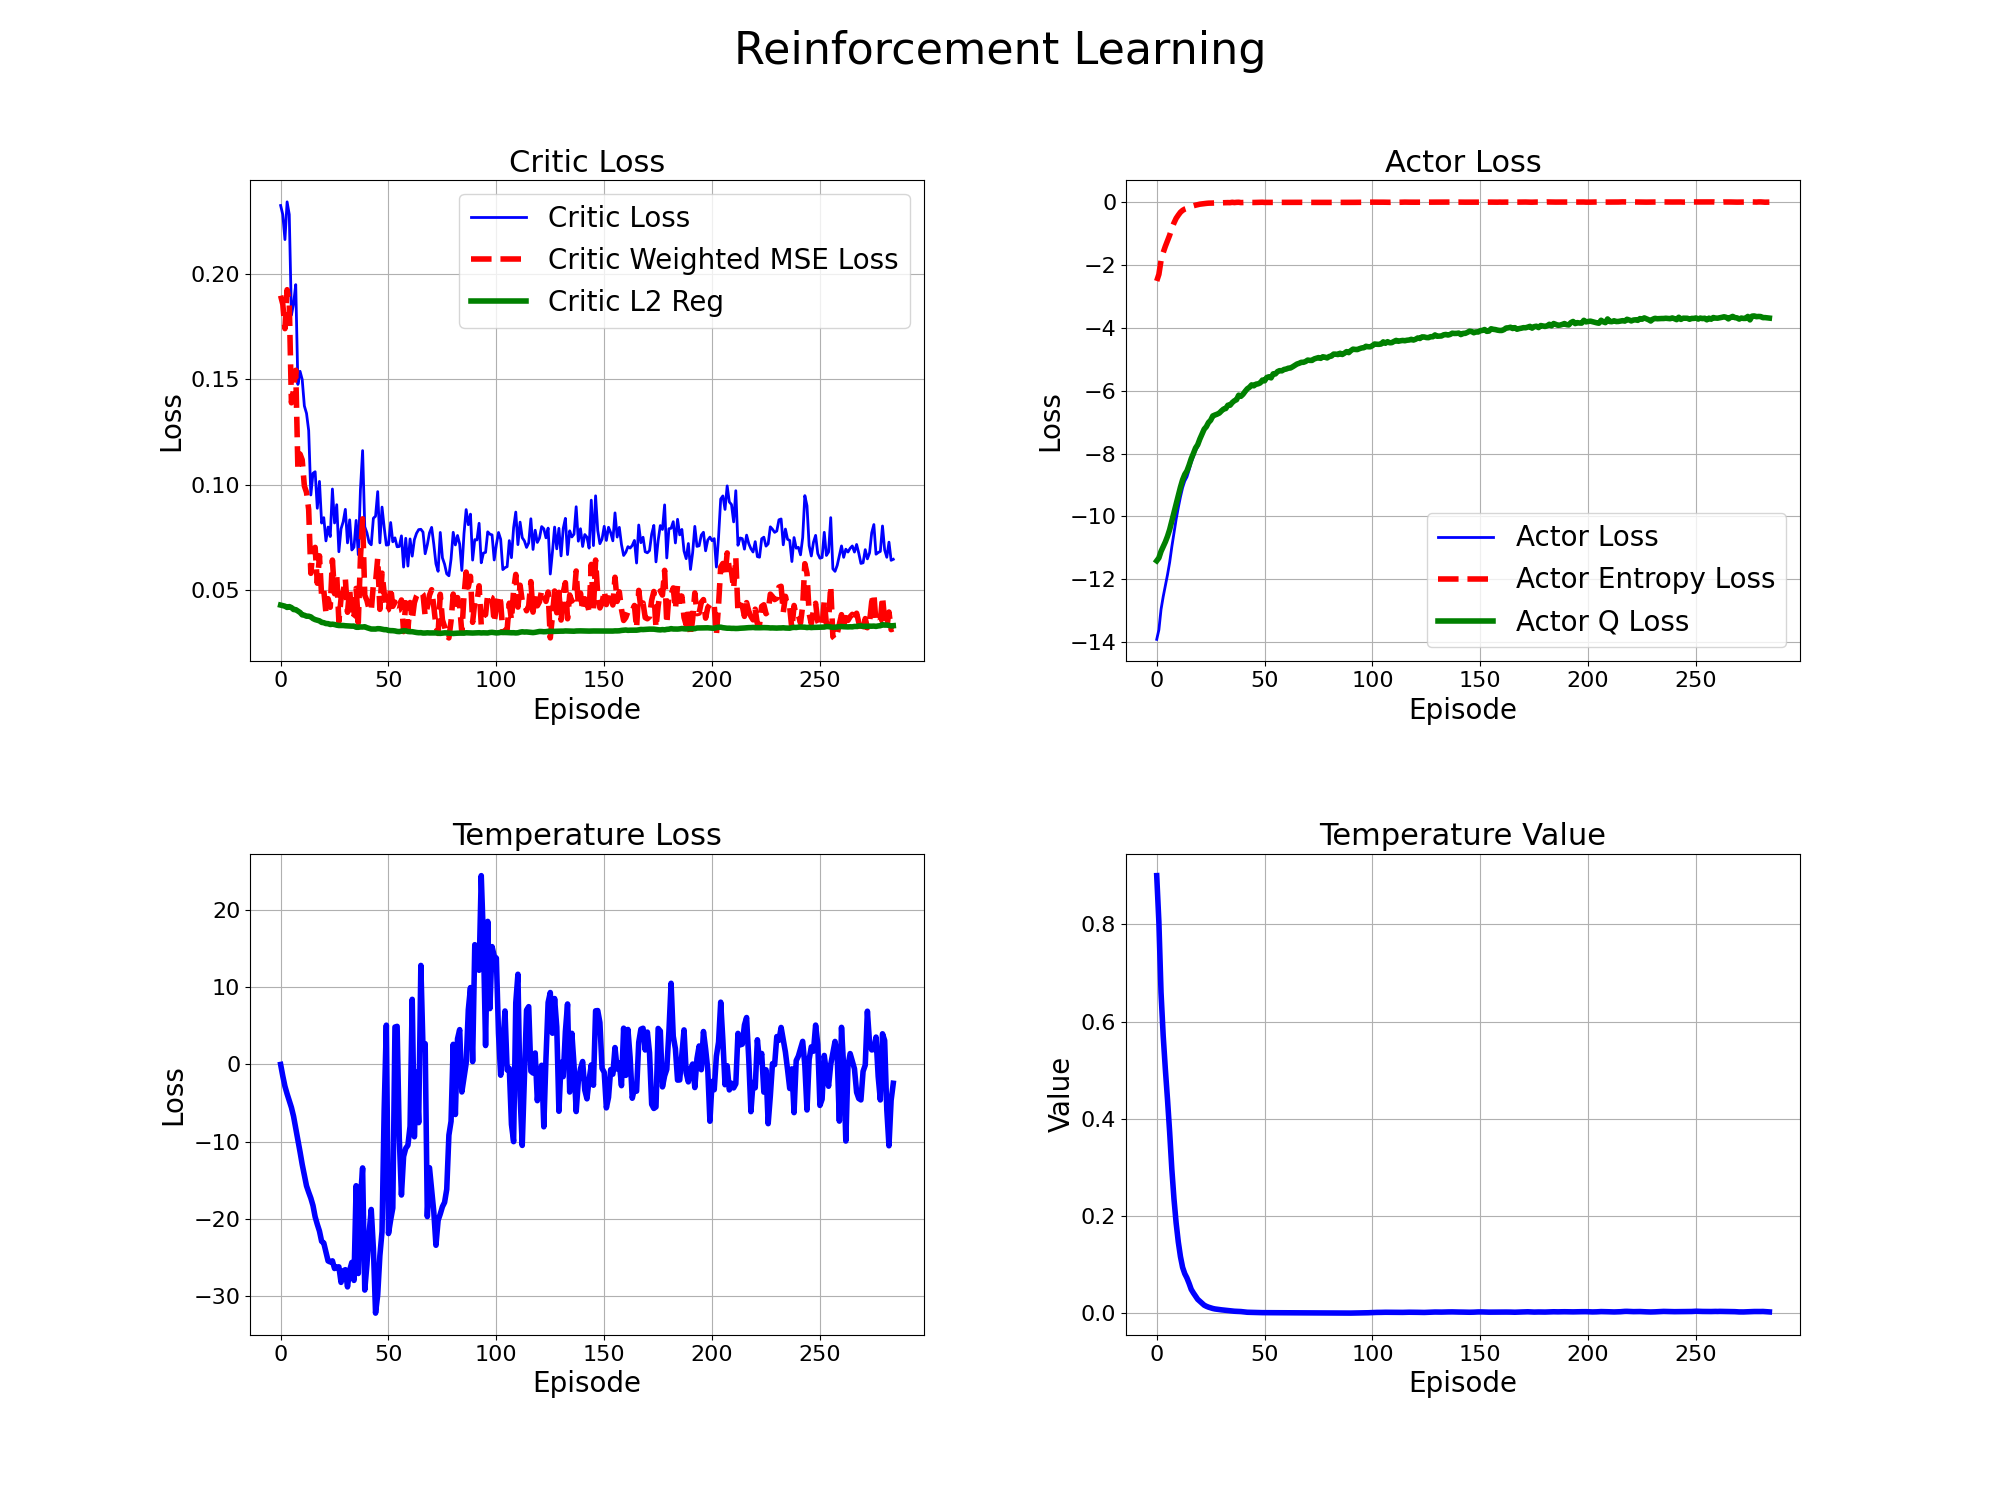 Reinforcement Learning
Critic Loss
Loss
0.20
0.15
0.10
0.05
Critic Loss
Critic Weighted MSE Loss
Critic L2 Reg
0 50 100 150 200 250
Episode
Actor Loss
Loss
0
−2
−4
−6
−8
−10
−12
−14
Actor Loss
Actor Entropy Loss
Actor Q Loss
0 50 100 150 200 250
Episode
Temperature Loss
Loss
20
10
0
−10
−20
−30
0 50 100 150 200 250
Episode
Temperature Value
Value
0.8
0.6
0.4
0.2
0.0
0 50 100 150 200 250
Episode